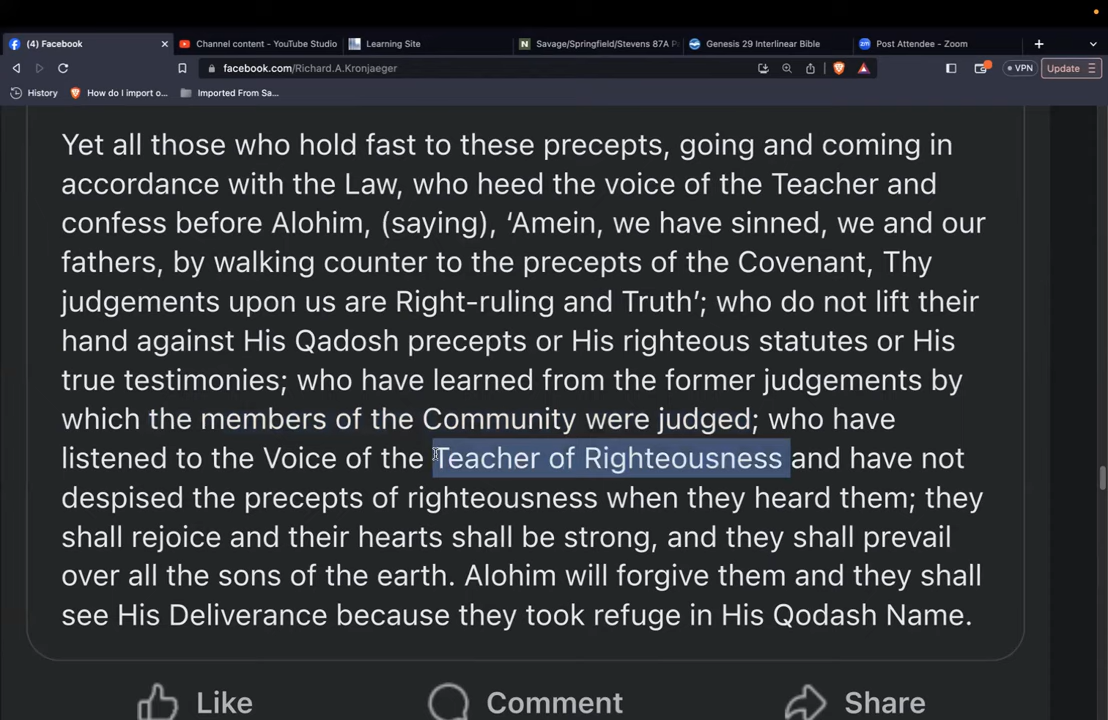 (4) Facebook
Channel content - YouTube Studio
Learning Site
Savage/Springfield/Stevens 87A P
Genesis 29 Interlinear Bible
Post Attendee - Zoom
facebook.com/Richard.A.Kronjaeger
VPN
Update
History
How do I import o...
Imported From Sa...
Yet all those who hold fast to these precepts, going and coming in
accordance with the Law, who heed the voice of the Teacher and
confess before Alohim, (saying), ‘Amein, we have sinned, we and our
fathers, by walking counter to the precepts of the Covenant, Thy
judgements upon us are Right-ruling and Truth’; who do not lift their
hand against His Qadosh precepts or His righteous statutes or His
true testimonies; who have learned from the former judgements by
which the members of the Community were judged; who have
listened to the Voice of the Teacher of Righteousness and have not
despised the precepts of righteousness when they heard them; they
shall rejoice and their hearts shall be strong, and they shall prevail
over all the sons of the earth. Alohim will forgive them and they shall
see His Deliverance because they took refuge in His Qodash Name.
Like
Comment
Share